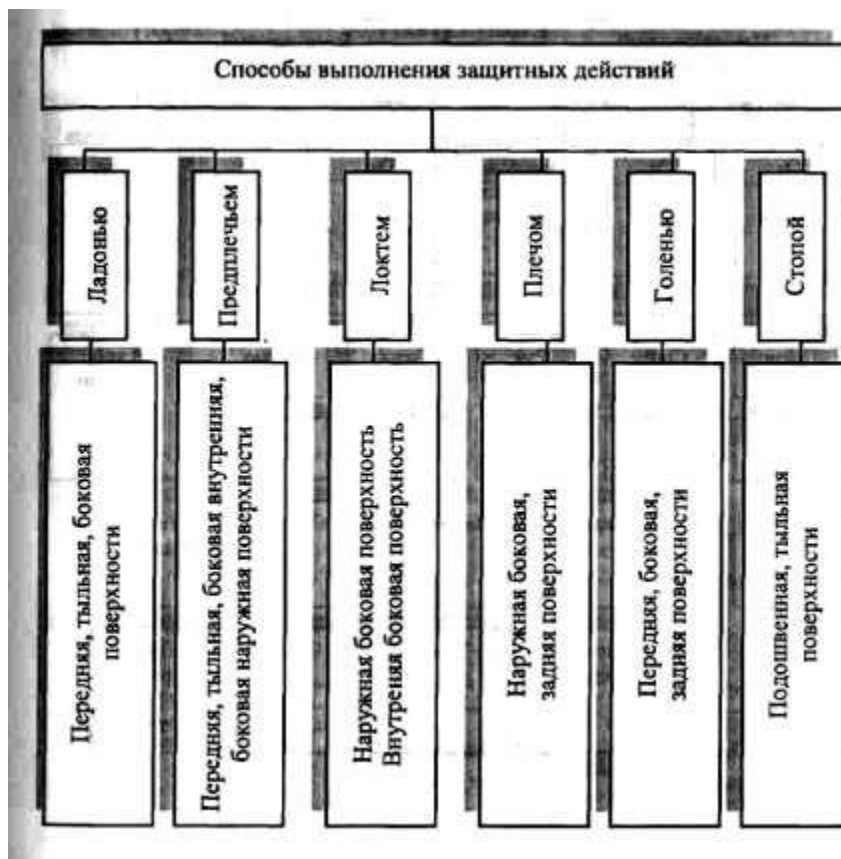 Способы выполнения защитных действий
Ладонью
Предплечьем
Локтем
Плечом
Голенью
Стопой
Передняя, тыльная, боковая
поверхности
Передняя, тыльная, боковая внутренняя,
боковая наружная поверхности
Наружная боковая поверхность
Внутреняя боковая поверхность
Наружная боковая,
задняя поверхности
Передняя, боковая,
задняя поверхности
Подошвенная, тыльная
поверхности